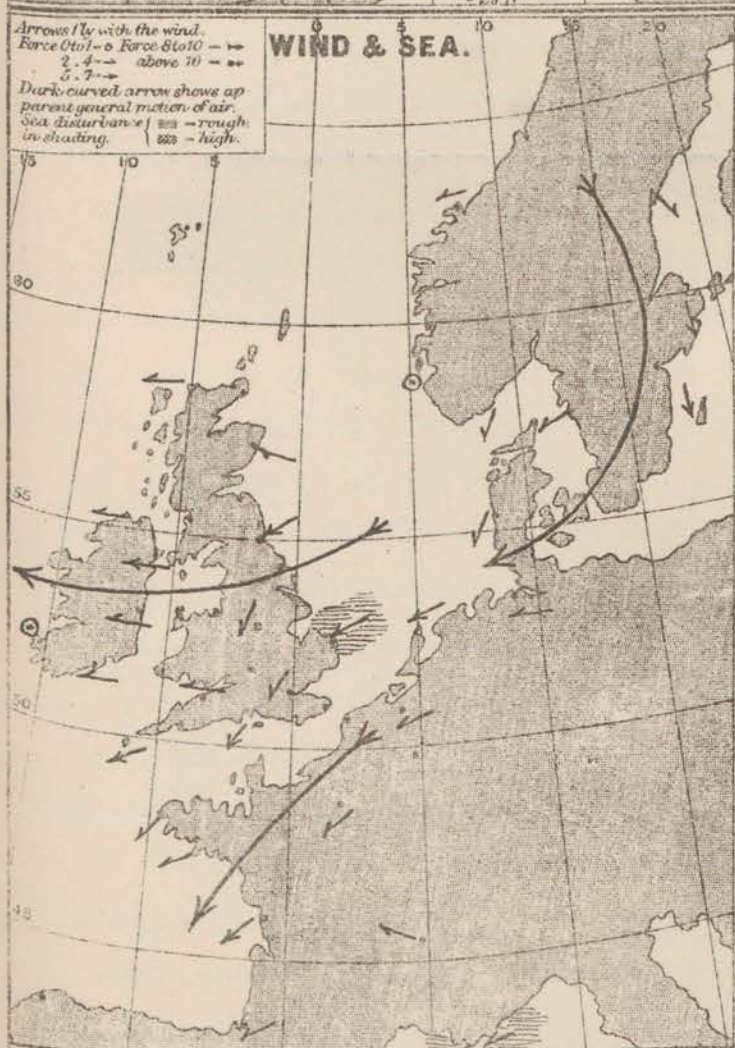 Arrows fly with the wind.
Force 0 to 1 – o Force 8 to 10 –
2 . 4 – above 10 –
5 . 7 –
Dark curved arrow shows ap
parent general motion of air.
Sea disturbance { – rough.
in shading. { – high.
WIND & SEA.
0 5 10 15 20
15 10 5
60
55
50
45